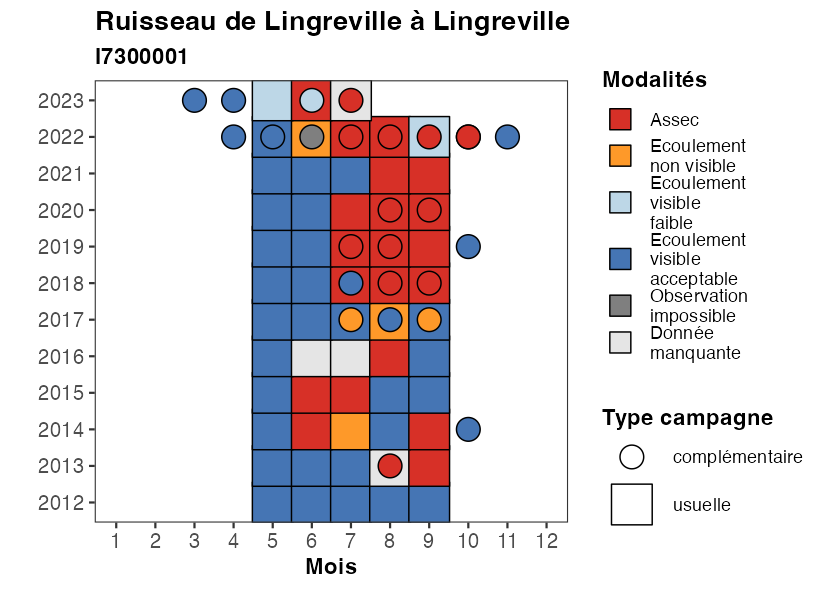 Ruisseau de Lingreville à Lingreville
I7300001
2023
2022
2021
2020
2019
2018
2017
2016
2015
2014
2013
2012
1 2 3 4 5 6 7 8 9 10 11 12
Mois
Modalités
Assec
Ecoulement
non visible
Ecoulement
visible
faible
Ecoulement
visible
acceptable
Observation
impossible
Donnée
manquante
Type campagne
complémentaire
usuelle